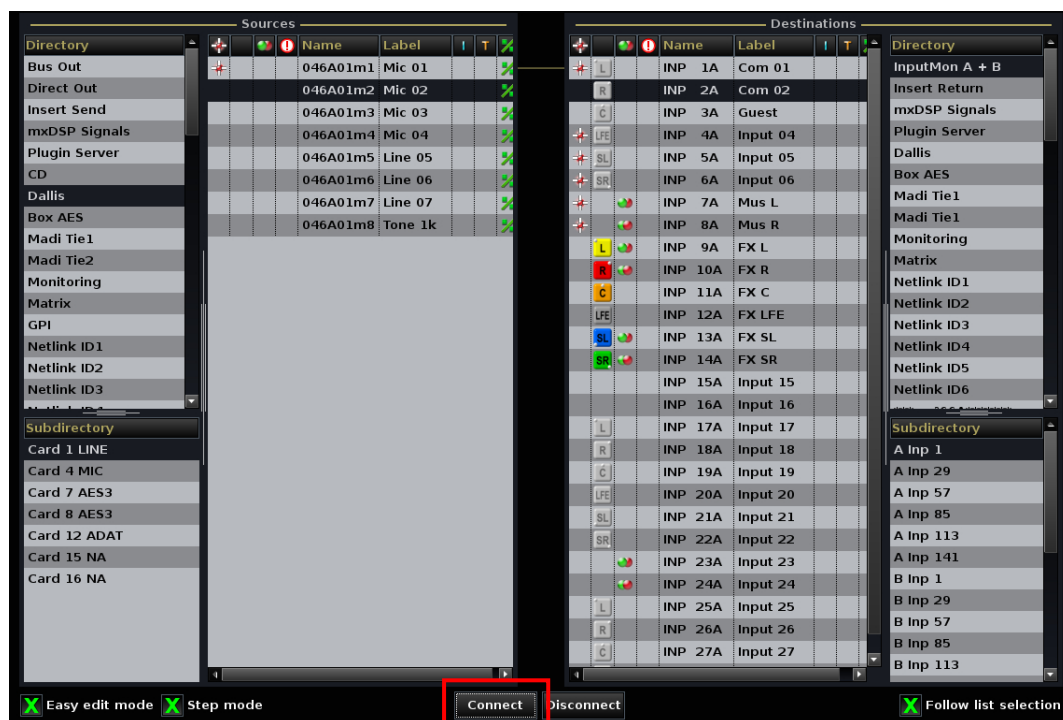 Sources
Destinations
Directory
Bus Out
Direct Out
Insert Send
mxDSP Signals
Plugin Server
CD
Dallis
Box AES
Madi Tie1
Madi Tie2
Monitoring
Matrix
GPI
Netlink ID1
Netlink ID2
Netlink ID3
Subdirectory
Card 1 LINE
Card 4 MIC
Card 7 AES3
Card 8 AES3
Card 12 ADAT
Card 15 NA
Card 16 NA
Name Label I T
046A01m1 Mic 01
046A01m2 Mic 02
046A01m3 Mic 03
046A01m4 Mic 04
046A01m5 Line 05
046A01m6 Line 06
046A01m7 Line 07
046A01m8 Tone 1k
Name Label I T
L INP 1A Com 01
R INP 2A Com 02
C INP 3A Guest
LFE INP 4A Input 04
SL INP 5A Input 05
SR INP 6A Input 06
INP 7A Mus L
INP 8A Mus R
L INP 9A FX L
R INP 10A FX R
C INP 11A FX C
LFE INP 12A FX LFE
SL INP 13A FX SL
SR INP 14A FX SR
INP 15A Input 15
INP 16A Input 16
L INP 17A Input 17
R INP 18A Input 18
C INP 19A Input 19
LFE INP 20A Input 20
SL INP 21A Input 21
SR INP 22A Input 22
INP 23A Input 23
INP 24A Input 24
L INP 25A Input 25
R INP 26A Input 26
C INP 27A Input 27
Directory
InputMon A + B
Insert Return
mxDSP Signals
Plugin Server
Dallis
Box AES
Madi Tie1
Madi Tie1
Monitoring
Matrix
Netlink ID1
Netlink ID2
Netlink ID3
Netlink ID4
Netlink ID5
Netlink ID6
Subdirectory
A Inp 1
A Inp 29
A Inp 57
A Inp 85
A Inp 113
A Inp 141
B Inp 1
B Inp 29
B Inp 57
B Inp 85
B Inp 113
X Easy edit mode X Step mode
Connect Disconnect
X Follow list selection